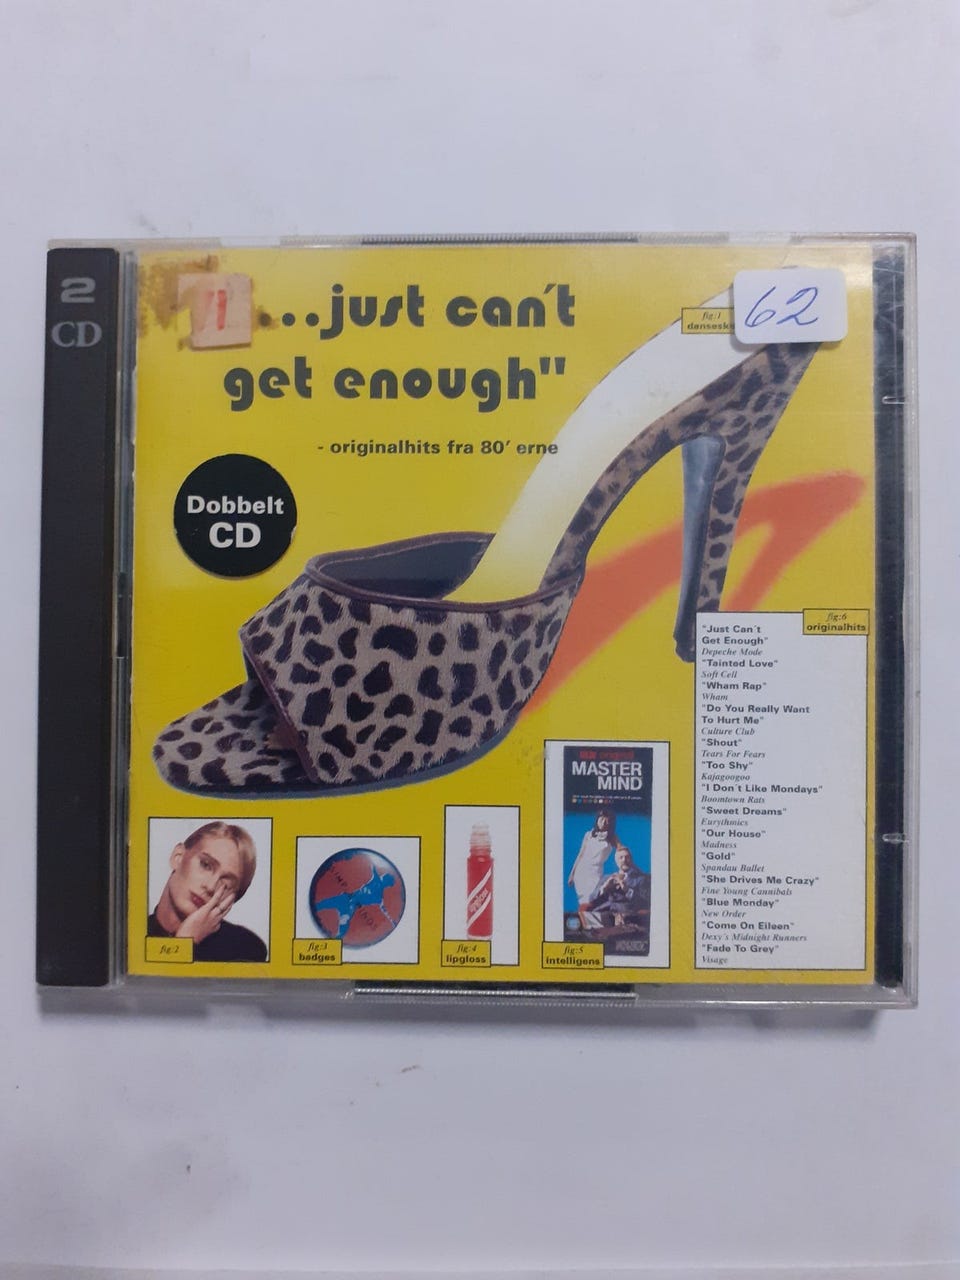 2
CD
...just can't
get enough"
- originalhits fra 80' erne
Dobbelt
CD
fig:1
62
fig:6
originalhits
"Just Can´t
Get Enough"
Depeche Mode
"Tainted Love"
Soft Cell
"Wham Rap"
Wham
"Do You Really Want
To Hurt Me"
Culture Club
"Shout"
Tears For Fears
"Too Shy"
Kajagoogoo
"I Don´t Like Mondays"
Boomtown Rats
"Sweet Dreams"
Eurythmics
"Our House"
Madness
"Gold"
Spandau Ballet
"She Drives Me Crazy"
Fine Young Cannibals
"Blue Monday"
New Order
"Come On Eileen"
Dexy´s Midnight Runners
"Fade To Grey"
Visage
fig:2
fig:3
badges
fig:4
lipgloss
MASTER
MIND
fig:5
intelligens